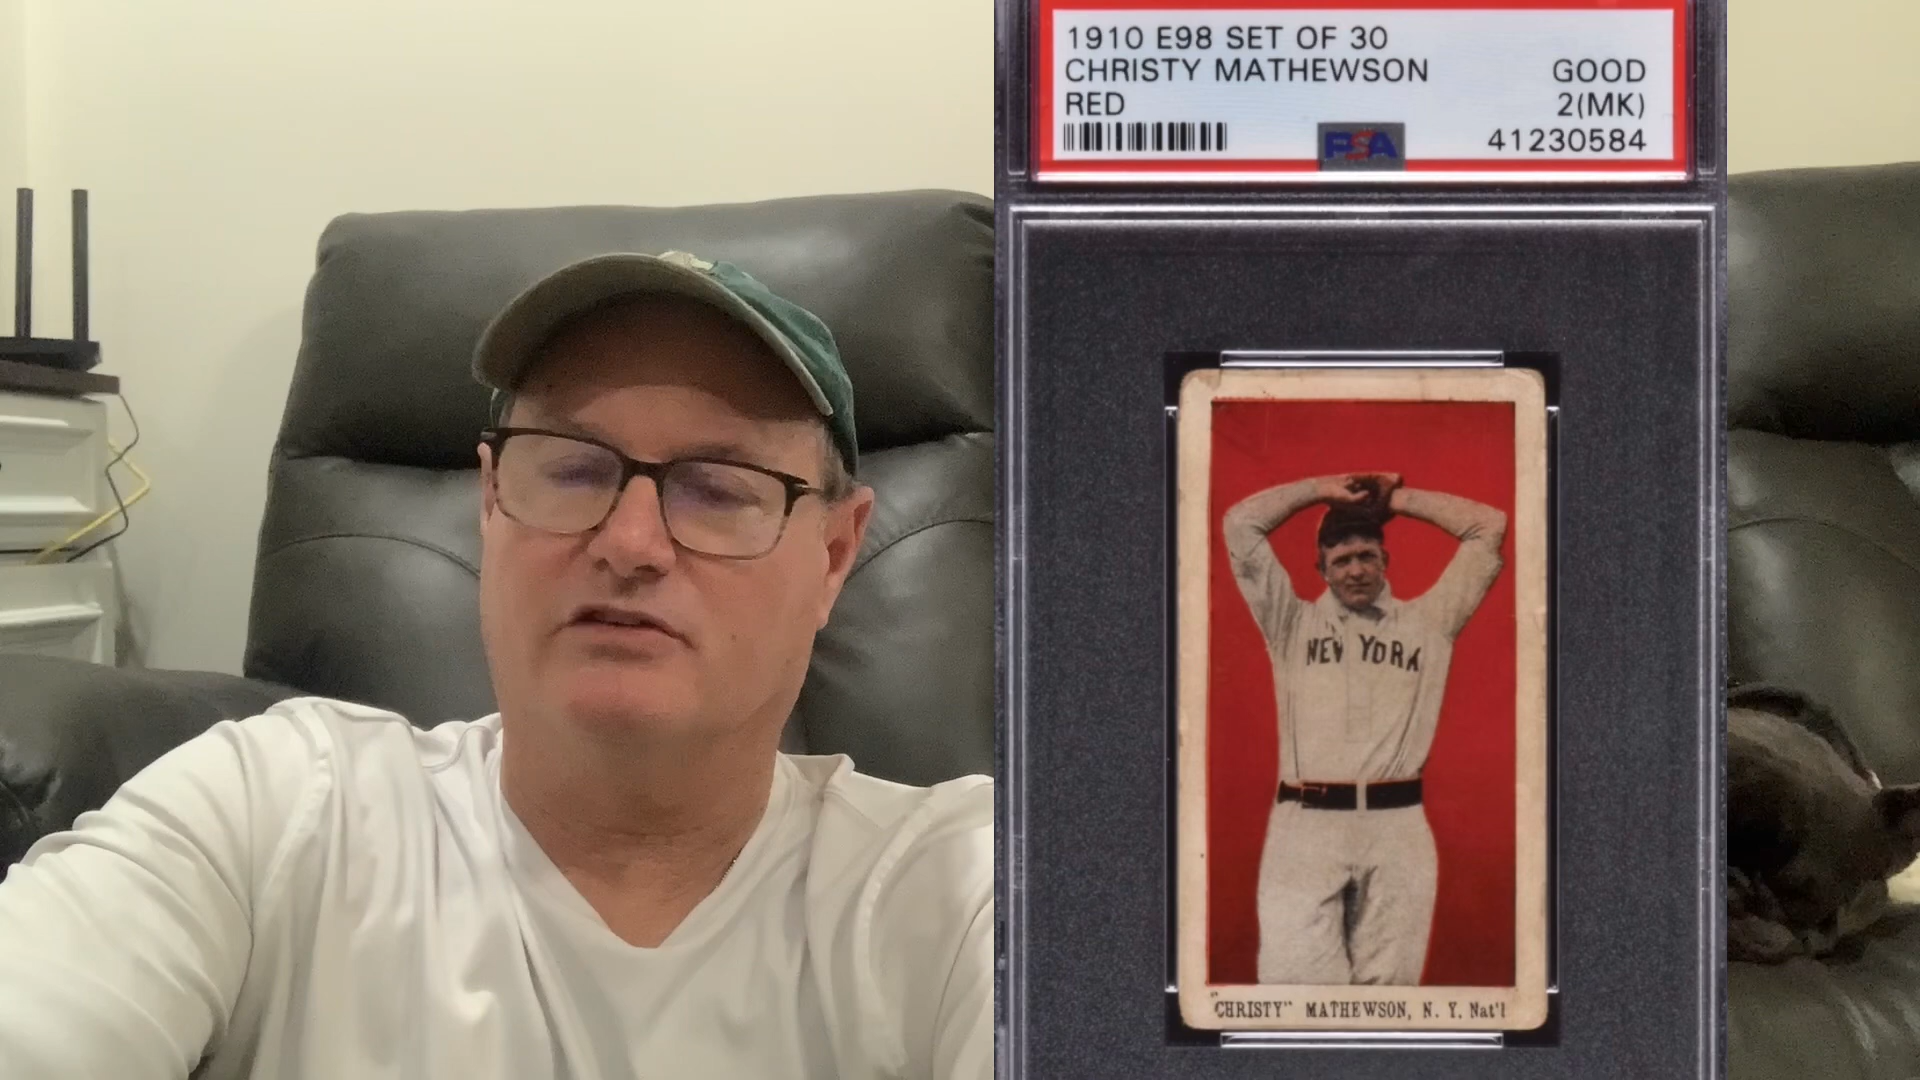 1910 E98 SET OF 30
CHRISTY MATHEWSON GOOD
RED 2(MK)
PSA 41230584
NEW YORK
"CHRISTY" MATHEWSON, N. Y. Nat'l